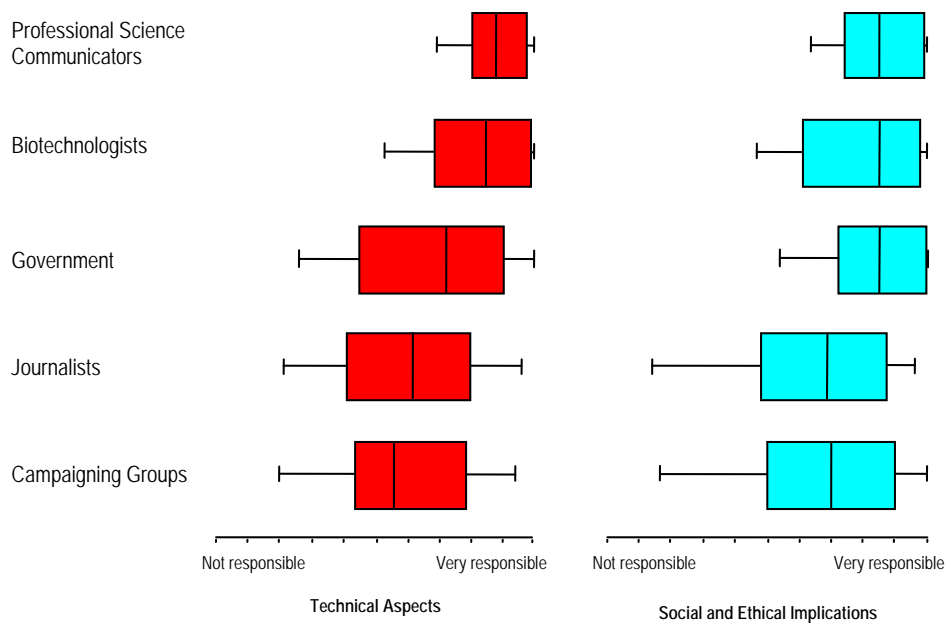 Professional Science
Communicators
Biotechnologists
Government
Journalists
Campaigning Groups
Not responsible
Very responsible
Not responsible
Very responsible
Technical Aspects
Social and Ethical Implications